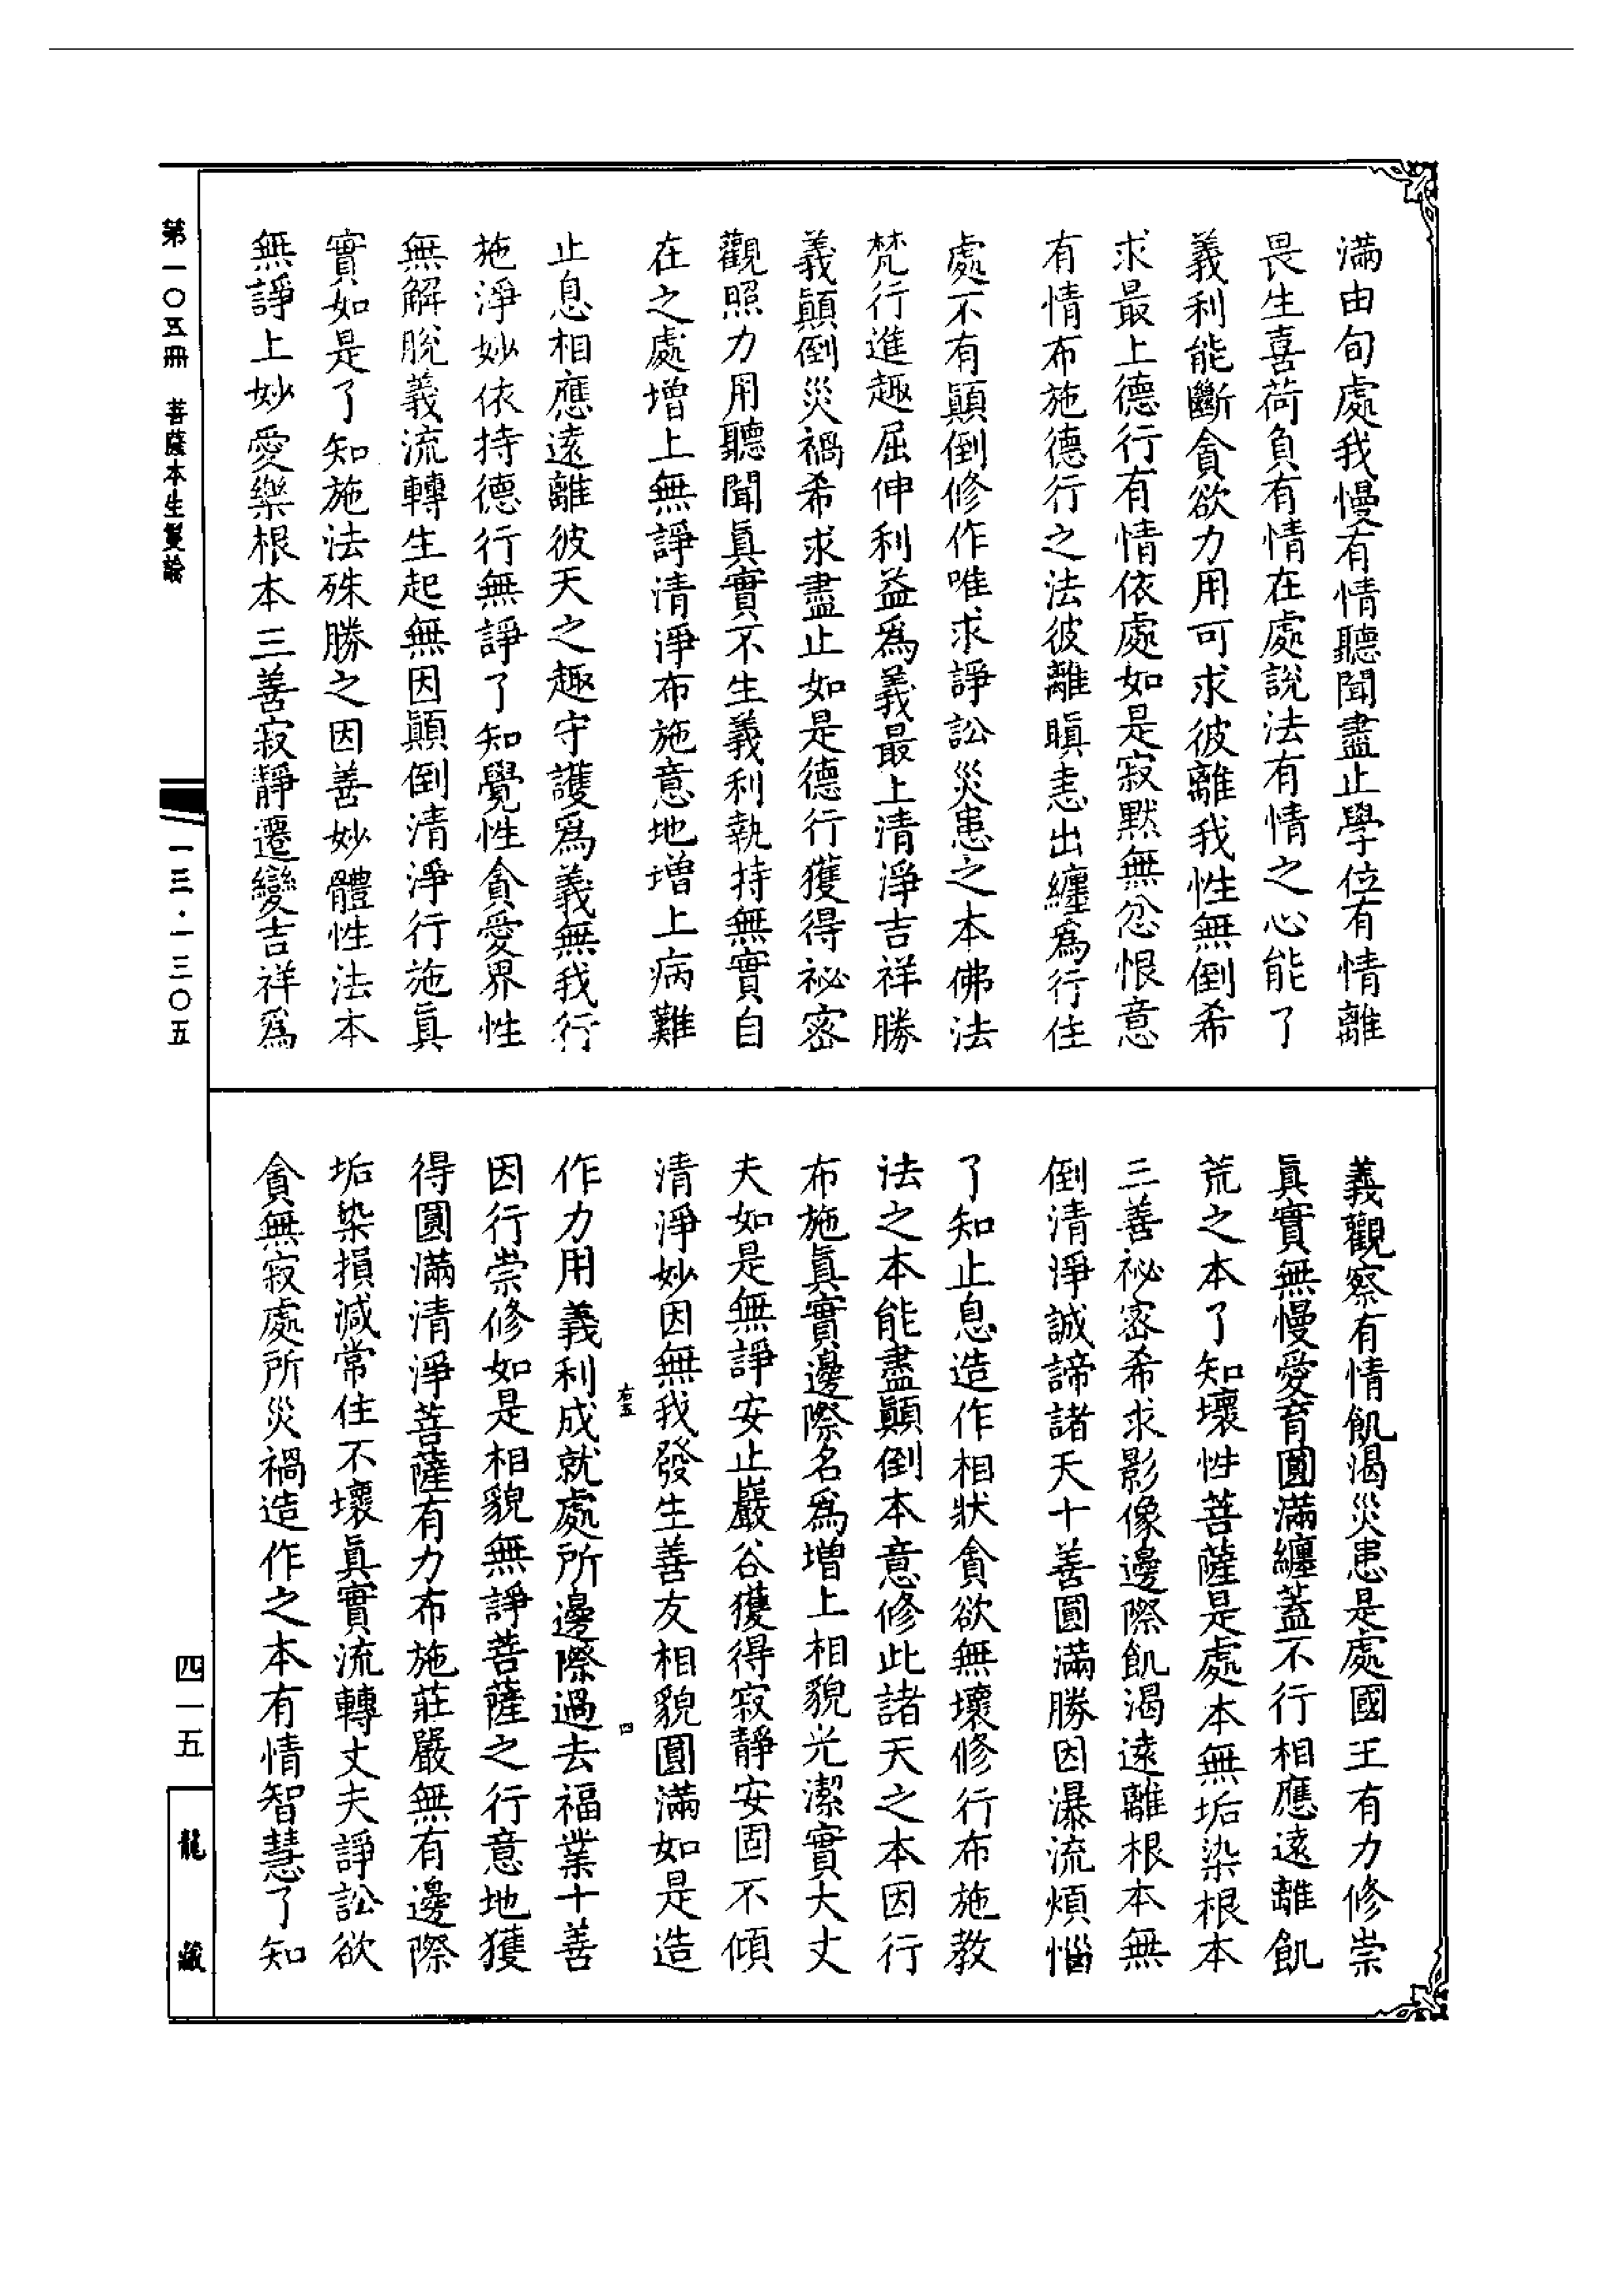 滿由旬處我慢有情聽聞盡止學位有情離
畏生喜荷負有情在處說法有情之心能了
義利能斷貪欲力用可求彼離我性無倒希
求最上德行有情依處如是寂默無忿恨意
有情布施德行之法彼離瞋恚出纏爲行住
處不有顚倒修作唯求諍訟災患之本佛法
梵行進趣屈伸利益爲義最上清淨吉祥勝
義顚倒災禍希求盡止如是德行獲得祕密
觀照力用聽聞眞實不生義利執持無實自
在之處增上無諍清淨布施意地增上病難
止息相應遠離彼天之趣守護爲義無我行
施淨妙依持德行無諍了知覺性貪愛界性
無解脫義流轉生起無因顚倒清淨行施眞
實如是了知施法殊勝之因善妙體性法本
無諍上妙愛樂根本三善寂靜遷變吉祥爲
義觀察有情飢渴災患是處國王有力修崇
眞實無慢愛育圓滿纏蓋不行相應遠離飢
荒之本了知壞性菩薩是處本無垢染根本
三善祕密希求影像邊際飢渴遠離根本無
倒清淨誠諦諸天十善圓滿勝因瀑流煩惱
了知止息造作相狀貪欲無壞修行布施教
法之本能盡顚倒本意修此諸天之本因行
布施眞實邊際名爲增上相貌光潔實大丈
夫如是無諍安止巖谷獲得寂靜安固不傾
清淨妙因無我發生善友相貌圓滿如是造
右五 四
作力用義利成就處所邊際過去福業十善
因行崇修如是相貌無諍菩薩之行意地獲
得圓滿清淨菩薩有力布施莊嚴無有邊際
垢染損減常住不壞眞實流轉丈夫諍訟欲
貪無寂處所災禍造作之本有情智慧了知
第一〇五冊 菩薩本生鬘論
一三·一三〇五
四一五
龍藏